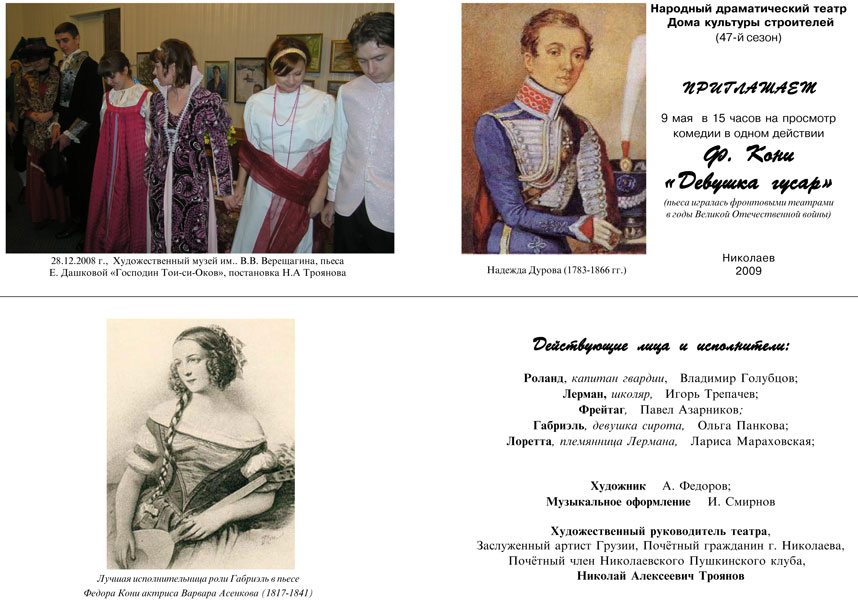 Народный драматический театр
Дома культуры строителей
(47-й сезон)
ПРИГЛАШАЕТ
9 мая в 15 часов на просмотр
комедии в одном действии
Ф. Кони
«Девушка гусар»
(пьеса игралась фронтовыми театрами
в годы Великой Отечественной войны)
Николаев
2009
28.12.2008 г., Художественный музей им.. В.В. Верещагина, пьеса
Е. Дашковой «Господин Тои-си-Оков», постановка Н.А Троянова
Надежда Дурова (1783-1866 гг.)
Действующие лица и исполнители:
Роланд, капитан гвардии, Владимир Голубцов;
Лерман, школяр, Игорь Трепачев;
Фрейтаг, Павел Азарников;
Габриэль, девушка сирота, Ольга Панкова;
Лоретта, племянница Лермана, Лариса Мараховская;
Художник А. Федоров;
Музыкальное оформление И. Смирнов
Художественный руководитель театра,
Заслуженный артист Грузии, Почётный гражданин г. Николаева,
Почётный член Николаевского Пушкинского клуба,
Николай Алексеевич Троянов
Лучшая исполнительница роли Габриэль в пьесе
Федора Кони актриса Варвара Асенкова (1817-1841)